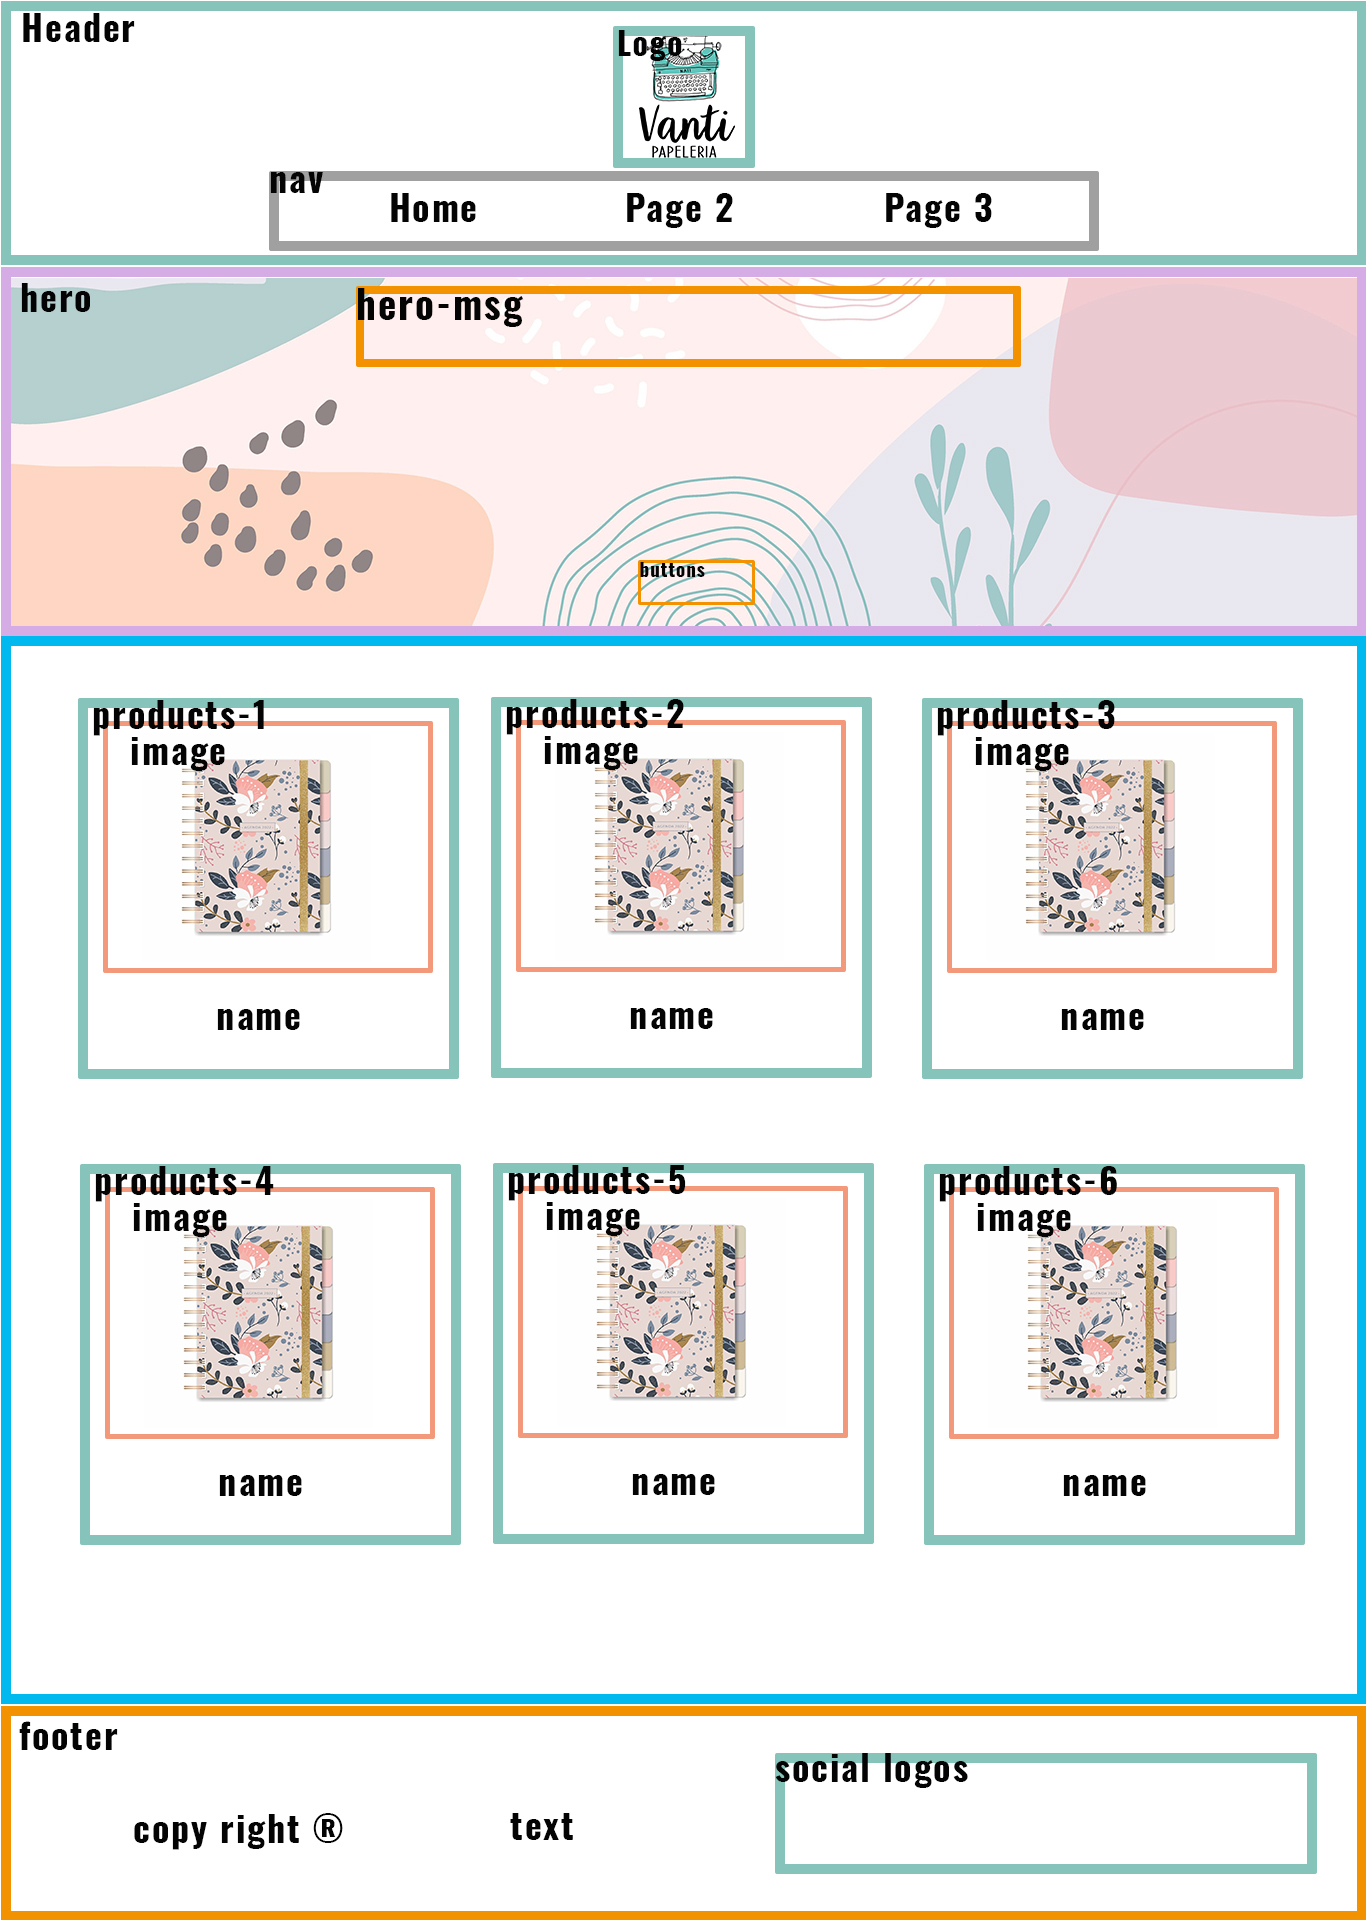 Header
Logo
Vanti
PAPELERIA
nav
Home Page 2 Page 3
hero
hero-msg
buttons
products-1 products-2 products-3
image image image
name name name
products-4 products-5 products-6
image image image
name name name
footer
social logos
copy right ® text